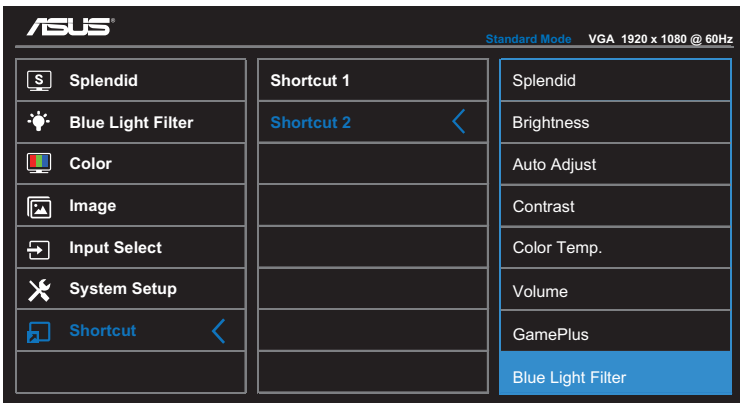 ASUS
Standard Mode VGA 1920 x 1080 @ 60Hz
S Splendid
Blue Light Filter
Color
Image
Input Select
System Setup
Shortcut
Shortcut 1
Shortcut 2
Splendid
Brightness
Auto Adjust
Contrast
Color Temp.
Volume
GamePlus
Blue Light Filter